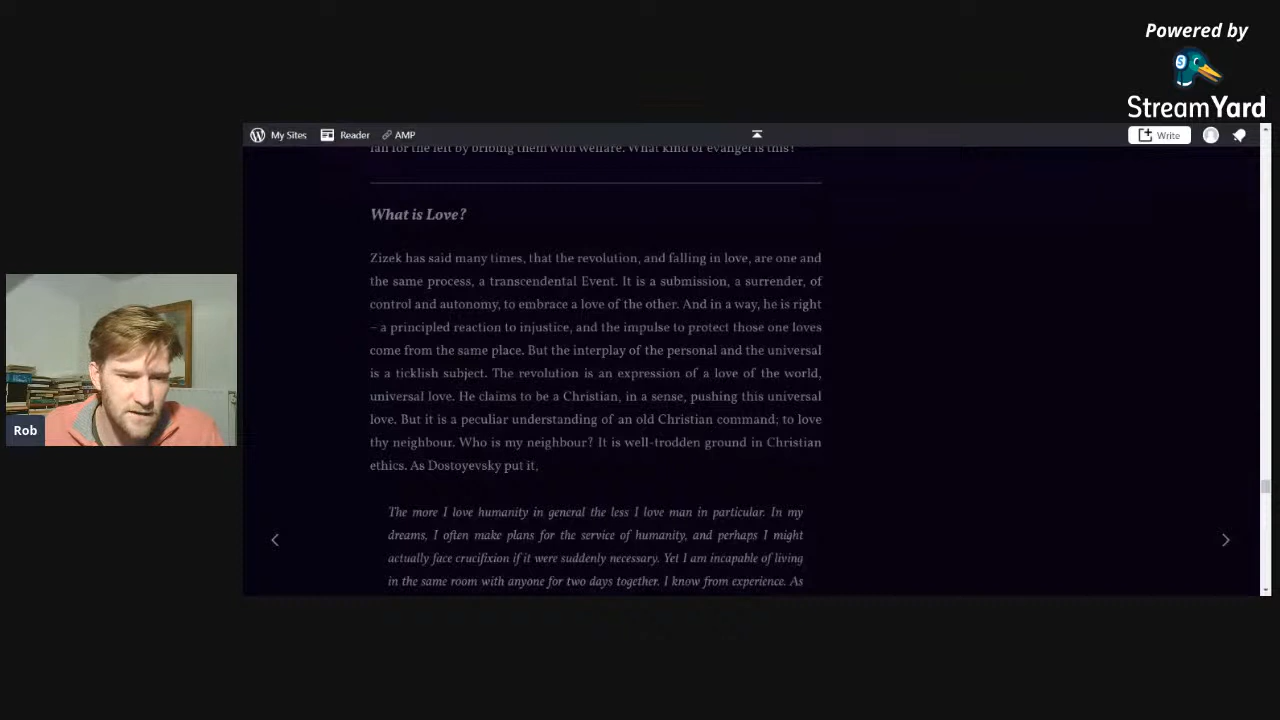 Powered by
StreamYard
My Sites Reader AMP Write
fall for the left by bribing them with welfare. What kind of evangel is this?
What is Love?
Zizek has said many times, that the revolution, and falling in love, are one and
the same process, a transcendental Event. It is a submission, a surrender, of
control and autonomy, to embrace a love of the other. And in a way, he is right
– a principled reaction to injustice, and the impulse to protect those one loves
come from the same place. But the interplay of the personal and the universal
is a ticklish subject. The revolution is an expression of a love of the world,
universal love. He claims to be a Christian, in a sense, pushing this universal
love. But it is a peculiar understanding of an old Christian command; to love
thy neighbour. Who is my neighbour? It is well-trodden ground in Christian
Rob
ethics. As Dostoyevsky put it,
The more I love humanity in general the less I love man in particular. In my
dreams, I often make plans for the service of humanity, and perhaps I might
actually face crucifixion if it were suddenly necessary. Yet I am incapable of living
in the same room with anyone for two days together. I know from experience. As